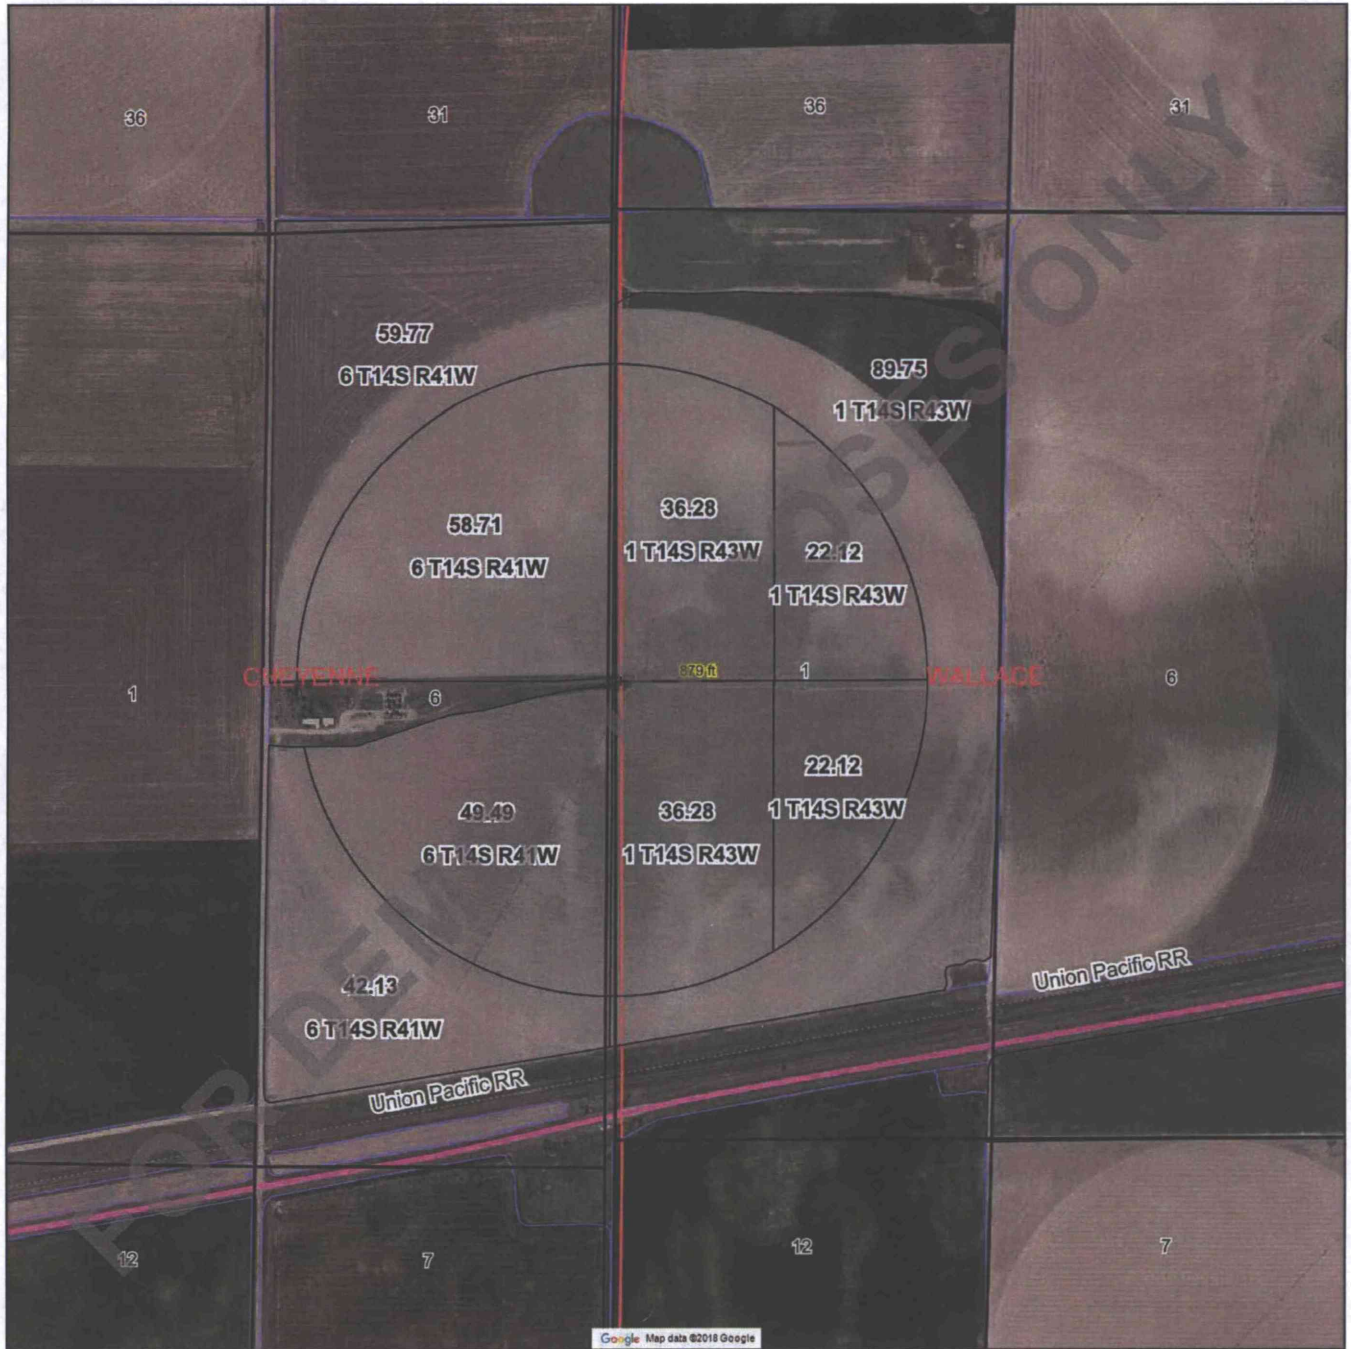 36
31
36
31
59.77
6 T14S R41W
89.75
1 T14S R43W
58.71
6 T14S R41W
36.28
1 T14S R43W
22.12
1 T14S R43W
CHEYENNE
879 ft
1
WALLACE
1
6
6
49.49
6 T14S R41W
36.28
1 T14S R43W
22.12
1 T14S R43W
42.13
6 T14S R41W
Union Pacific RR
Union Pacific RR
12
7
12
7
Google Map data ©2018 Google